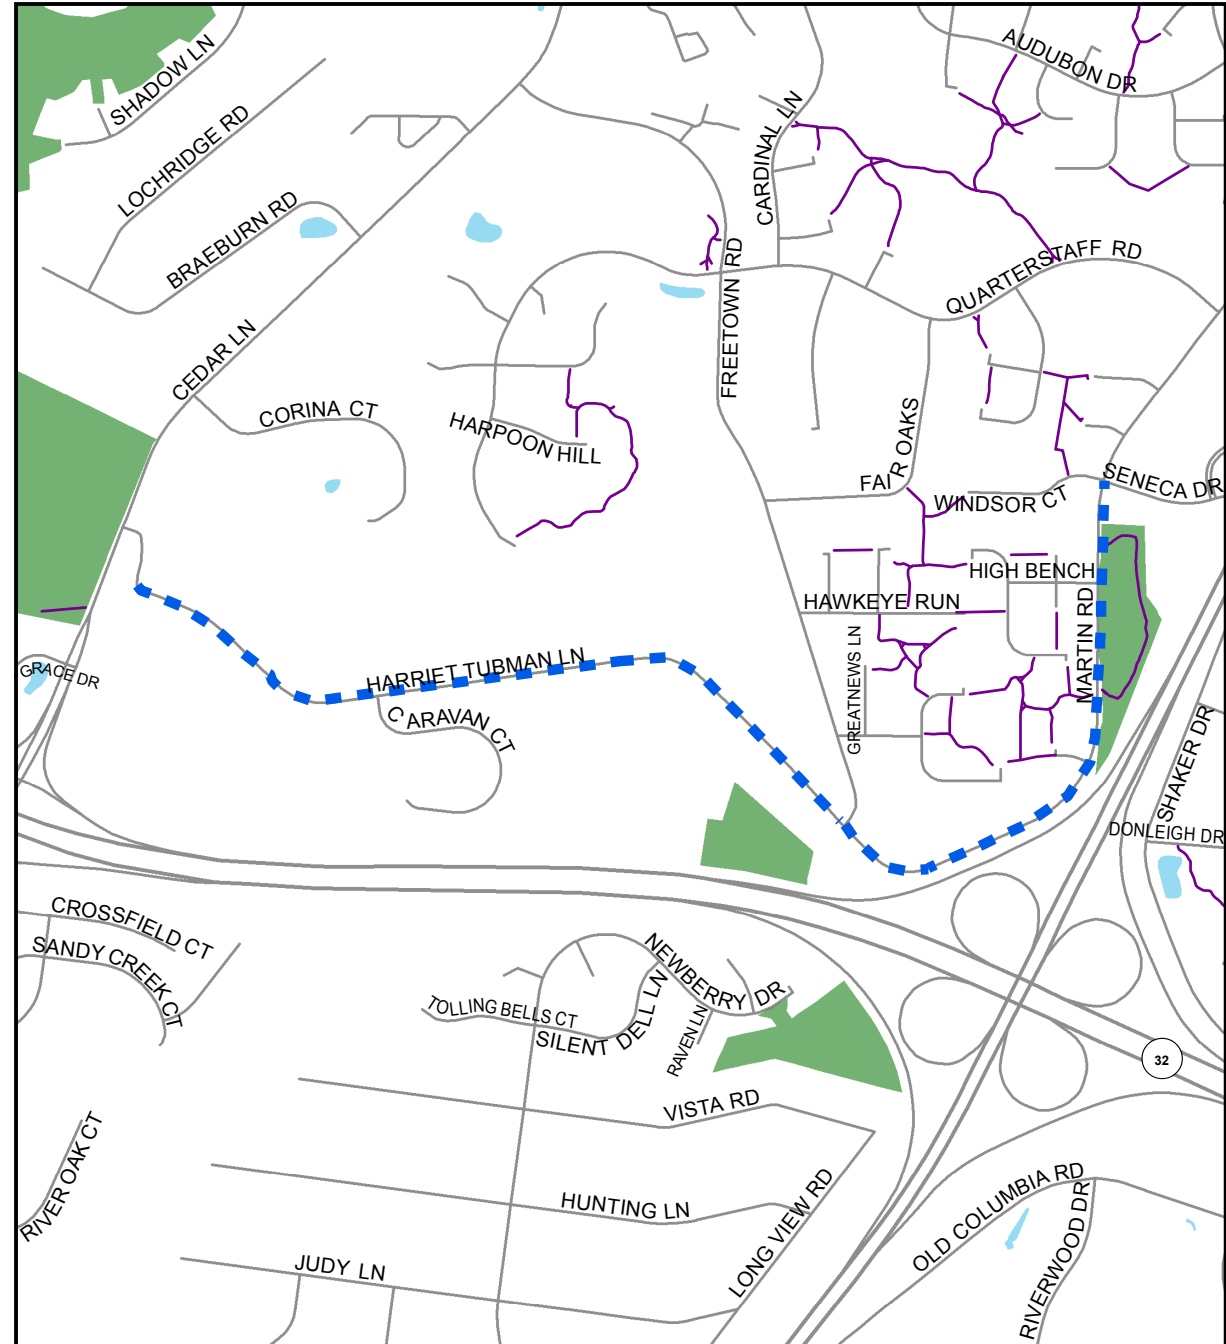 SHADOW LN
AUDUBON DR
LOCHRIDGE RD
CARDINAL LN
BRAEBURN RD
QUARTERSTAFF RD
FREETOWN RD
CEDAR LN
CORINA CT
HARPOON HILL
FAIR OAKS
SENECA DR
WINDSOR CT
HIGH BENCH
HAWKEYE RUN
MARTIN RD
GREATNEWS LN
GRACE DR
HARRIET TUBMAN LN
CARAVAN CT
SHAKER DR
DONLEIGH DR
CROSSFIELD CT
SANDY CREEK CT
NEWBERRY DR
TOLLING BELLS CT
SILENT DELL LN
RAVEN LN
32
VISTA RD
RIVER OAK CT
HUNTING LN
LONG VIEW RD
OLD COLUMBIA RD
RIVERWOOD DR
JUDY LN